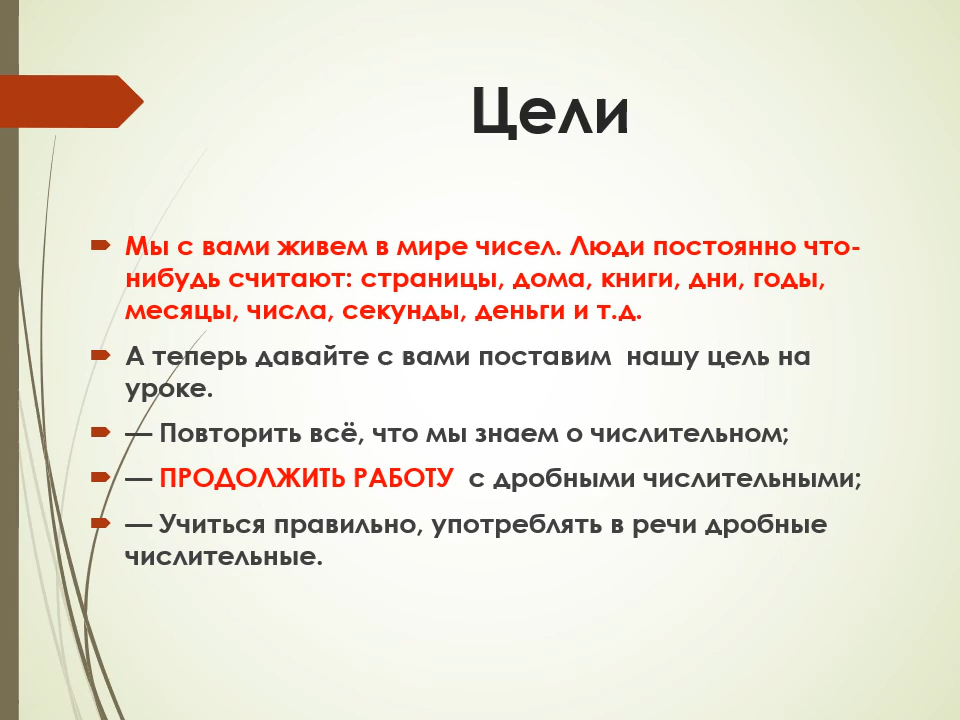 Цели
Мы с вами живем в мире чисел. Люди постоянно что-
нибудь считают: страницы, дома, книги, дни, годы,
месяцы, числа, секунды, деньги и т.д.
А теперь давайте с вами поставим  нашу цель на
уроке.
— Повторить всё, что мы знаем о числительном;
— ПРОДОЛЖИТЬ РАБОТУ  с дробными числительными;
— Учиться правильно, употреблять в речи дробные
числительные.